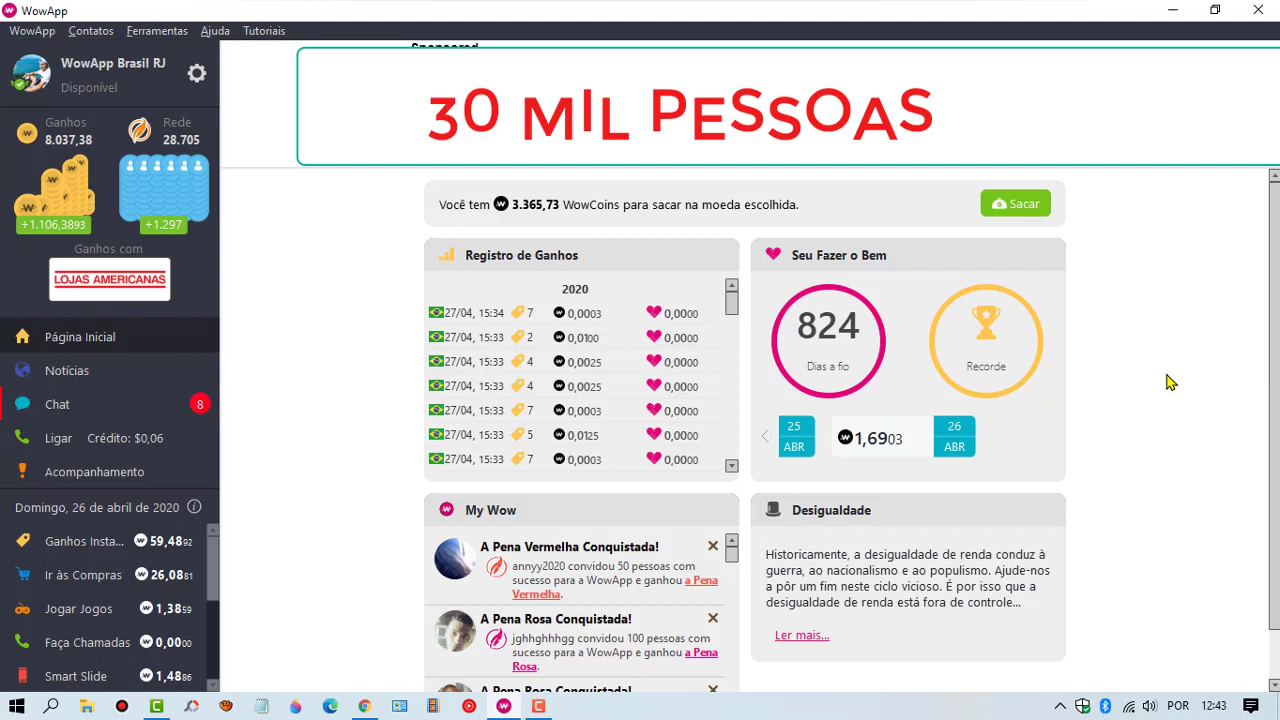 WowApp
WowApp Contatos Ferramentas Ajuda Tutoriais
Sponsored
30 MIL PESSOAS
WowApp Brasil RJ
Disponível
Ganhos
8.037,38
Rede
28.705
+1.106,3893
+1.297
Ganhos com
LOJAS AMERICANAS
Página Inicial
Notícias
Chat 8
Ligar Crédito: $0,06
Acompanhamento
Domingo, 26 de abril de 2020
Ganhos Insta... W 59,4892
Ir às Compras W 26,0881
Jogar Jogos W 1,3859
Faça Chamadas W 0,0000
Smart Slide W 1,4886
Você tem W 3.365,73 WowCoins para sacar na moeda escolhida.
Sacar
Registro de Ganhos
2020
27/04, 15:34 7 W 0,0003 0,0000
27/04, 15:33 2 W 0,0100 0,0000
27/04, 15:33 4 W 0,0025 0,0000
27/04, 15:33 4 W 0,0025 0,0000
27/04, 15:33 7 W 0,0003 0,0000
27/04, 15:33 5 W 0,0125 0,0000
27/04, 15:33 7 W 0,0003 0,0000
Seu Fazer o Bem
824
Dias a fio
Recorde
25
ABR
W 1,6903
26
ABR
My Wow
A Pena Vermelha Conquistada!
annyy2020 convidou 50 pessoas com
sucesso para a WowApp e ganhou a Pena
Vermelha.
A Pena Rosa Conquistada!
jghhghhhgg convidou 100 pessoas com
sucesso para a WowApp e ganhou a Pena
Rosa.
A Pena Rosa Conquistada!
Desigualdade
Historicamente, a desigualdade de renda conduz à
guerra, ao nacionalismo e ao populismo. Ajude-nos
a pôr um fim neste ciclo vicioso. É por isso que a
desigualdade de renda está fora de controle...
Ler mais...
POR 12:43